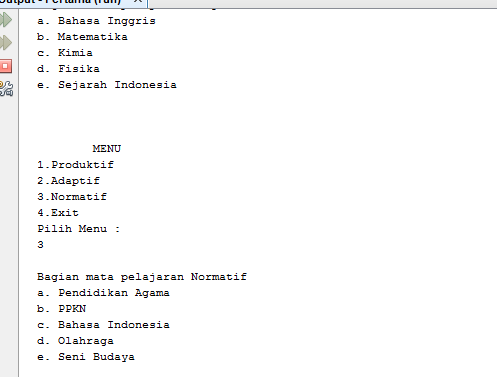 Output - Pertama (run) ×
a. Bahasa Inggris
b. Matematika
c. Kimia
d. Fisika
e. Sejarah Indonesia
MENU
1.Produktif
2.Adaptif
3.Normatif
4.Exit
Pilih Menu :
3
Bagian mata pelajaran Normatif
a. Pendidikan Agama
b. PPKN
c. Bahasa Indonesia
d. Olahraga
e. Seni Budaya